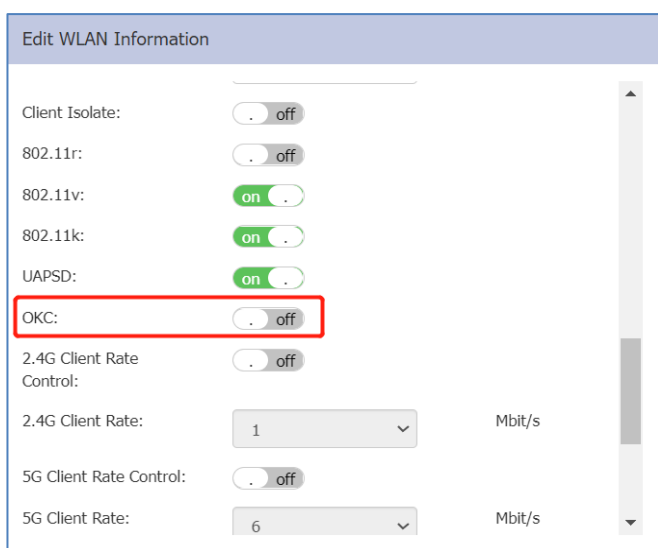 Edit WLAN Information
Client Isolate: . off
802.11r: . off
802.11v: on .
802.11k: on .
UAPSD: on .
OKC: . off
2.4G Client Rate . off
Control:
2.4G Client Rate: 1 Mbit/s
5G Client Rate Control: . off
5G Client Rate: 6 Mbit/s